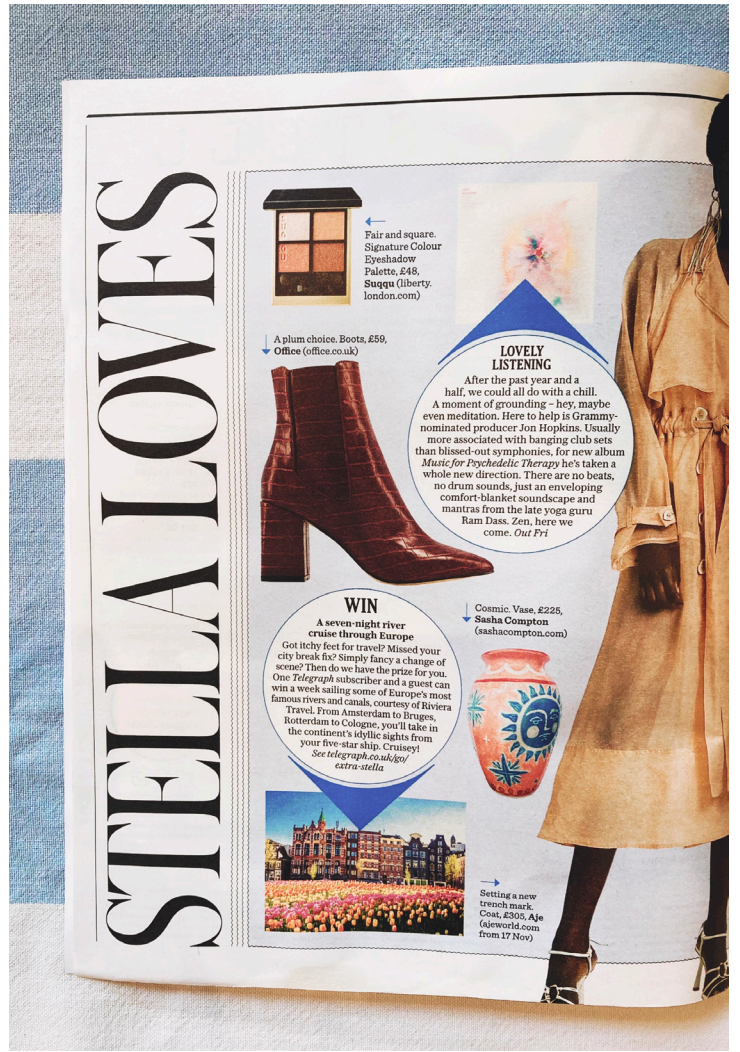 STELLA LOVES
Fair and square.
Signature Colour
Eyeshadow
Palette, £48,
Suqqu (liberty.
london.com)
A plum choice. Boots, £59,
Office (office.co.uk)
LOVELY
LISTENING
After the past year and a
half, we could all do with a chill.
A moment of grounding – hey, maybe
even meditation. Here to help is Grammy-
nominated producer Jon Hopkins. Usually
more associated with banging club sets
than blissed-out symphonies, for new album
Music for Psychedelic Therapy he's taken a
whole new direction. There are no beats,
no drum sounds, just an enveloping
comfort-blanket soundscape and
mantras from the late yoga guru
Ram Dass. Zen, here we
come. Out Fri
WIN
A seven-night river
cruise through Europe
Got itchy feet for travel? Missed your
city break fix? Simply fancy a change of
scene? Then do we have the prize for you.
One Telegraph subscriber and a guest can
win a week sailing some of Europe's most
famous rivers and canals, courtesy of Riviera
Travel. From Amsterdam to Bruges,
Rotterdam to Cologne, you'll take in
the continent's idyllic sights from
your five-star ship. Cruisey!
See telegraph.co.uk/go/
extra-stella
Cosmic. Vase, £225,
Sasha Compton
(sashacompton.com)
Setting a new
trench mark.
Coat, £305, Aje
(ajeworld.com
from 17 Nov)